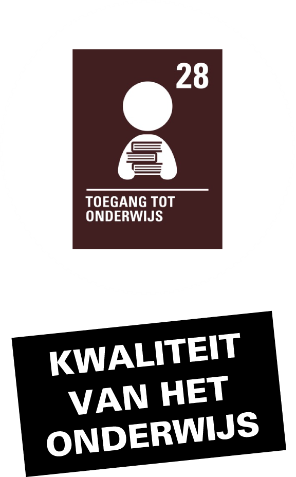 28
TOEGANG TOT
ONDERWIJS
KWALITEIT
VAN HET
ONDERWIJS